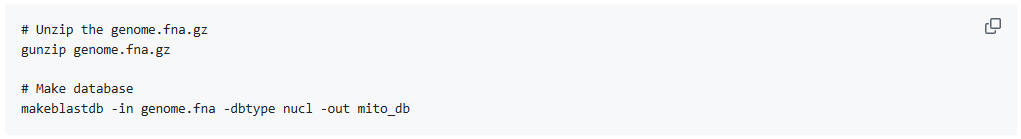 # Unzip the genome.fna.gz
gunzip genome.fna.gz
# Make database
makeblastdb -in genome.fna -dbtype nucl -out mito_db